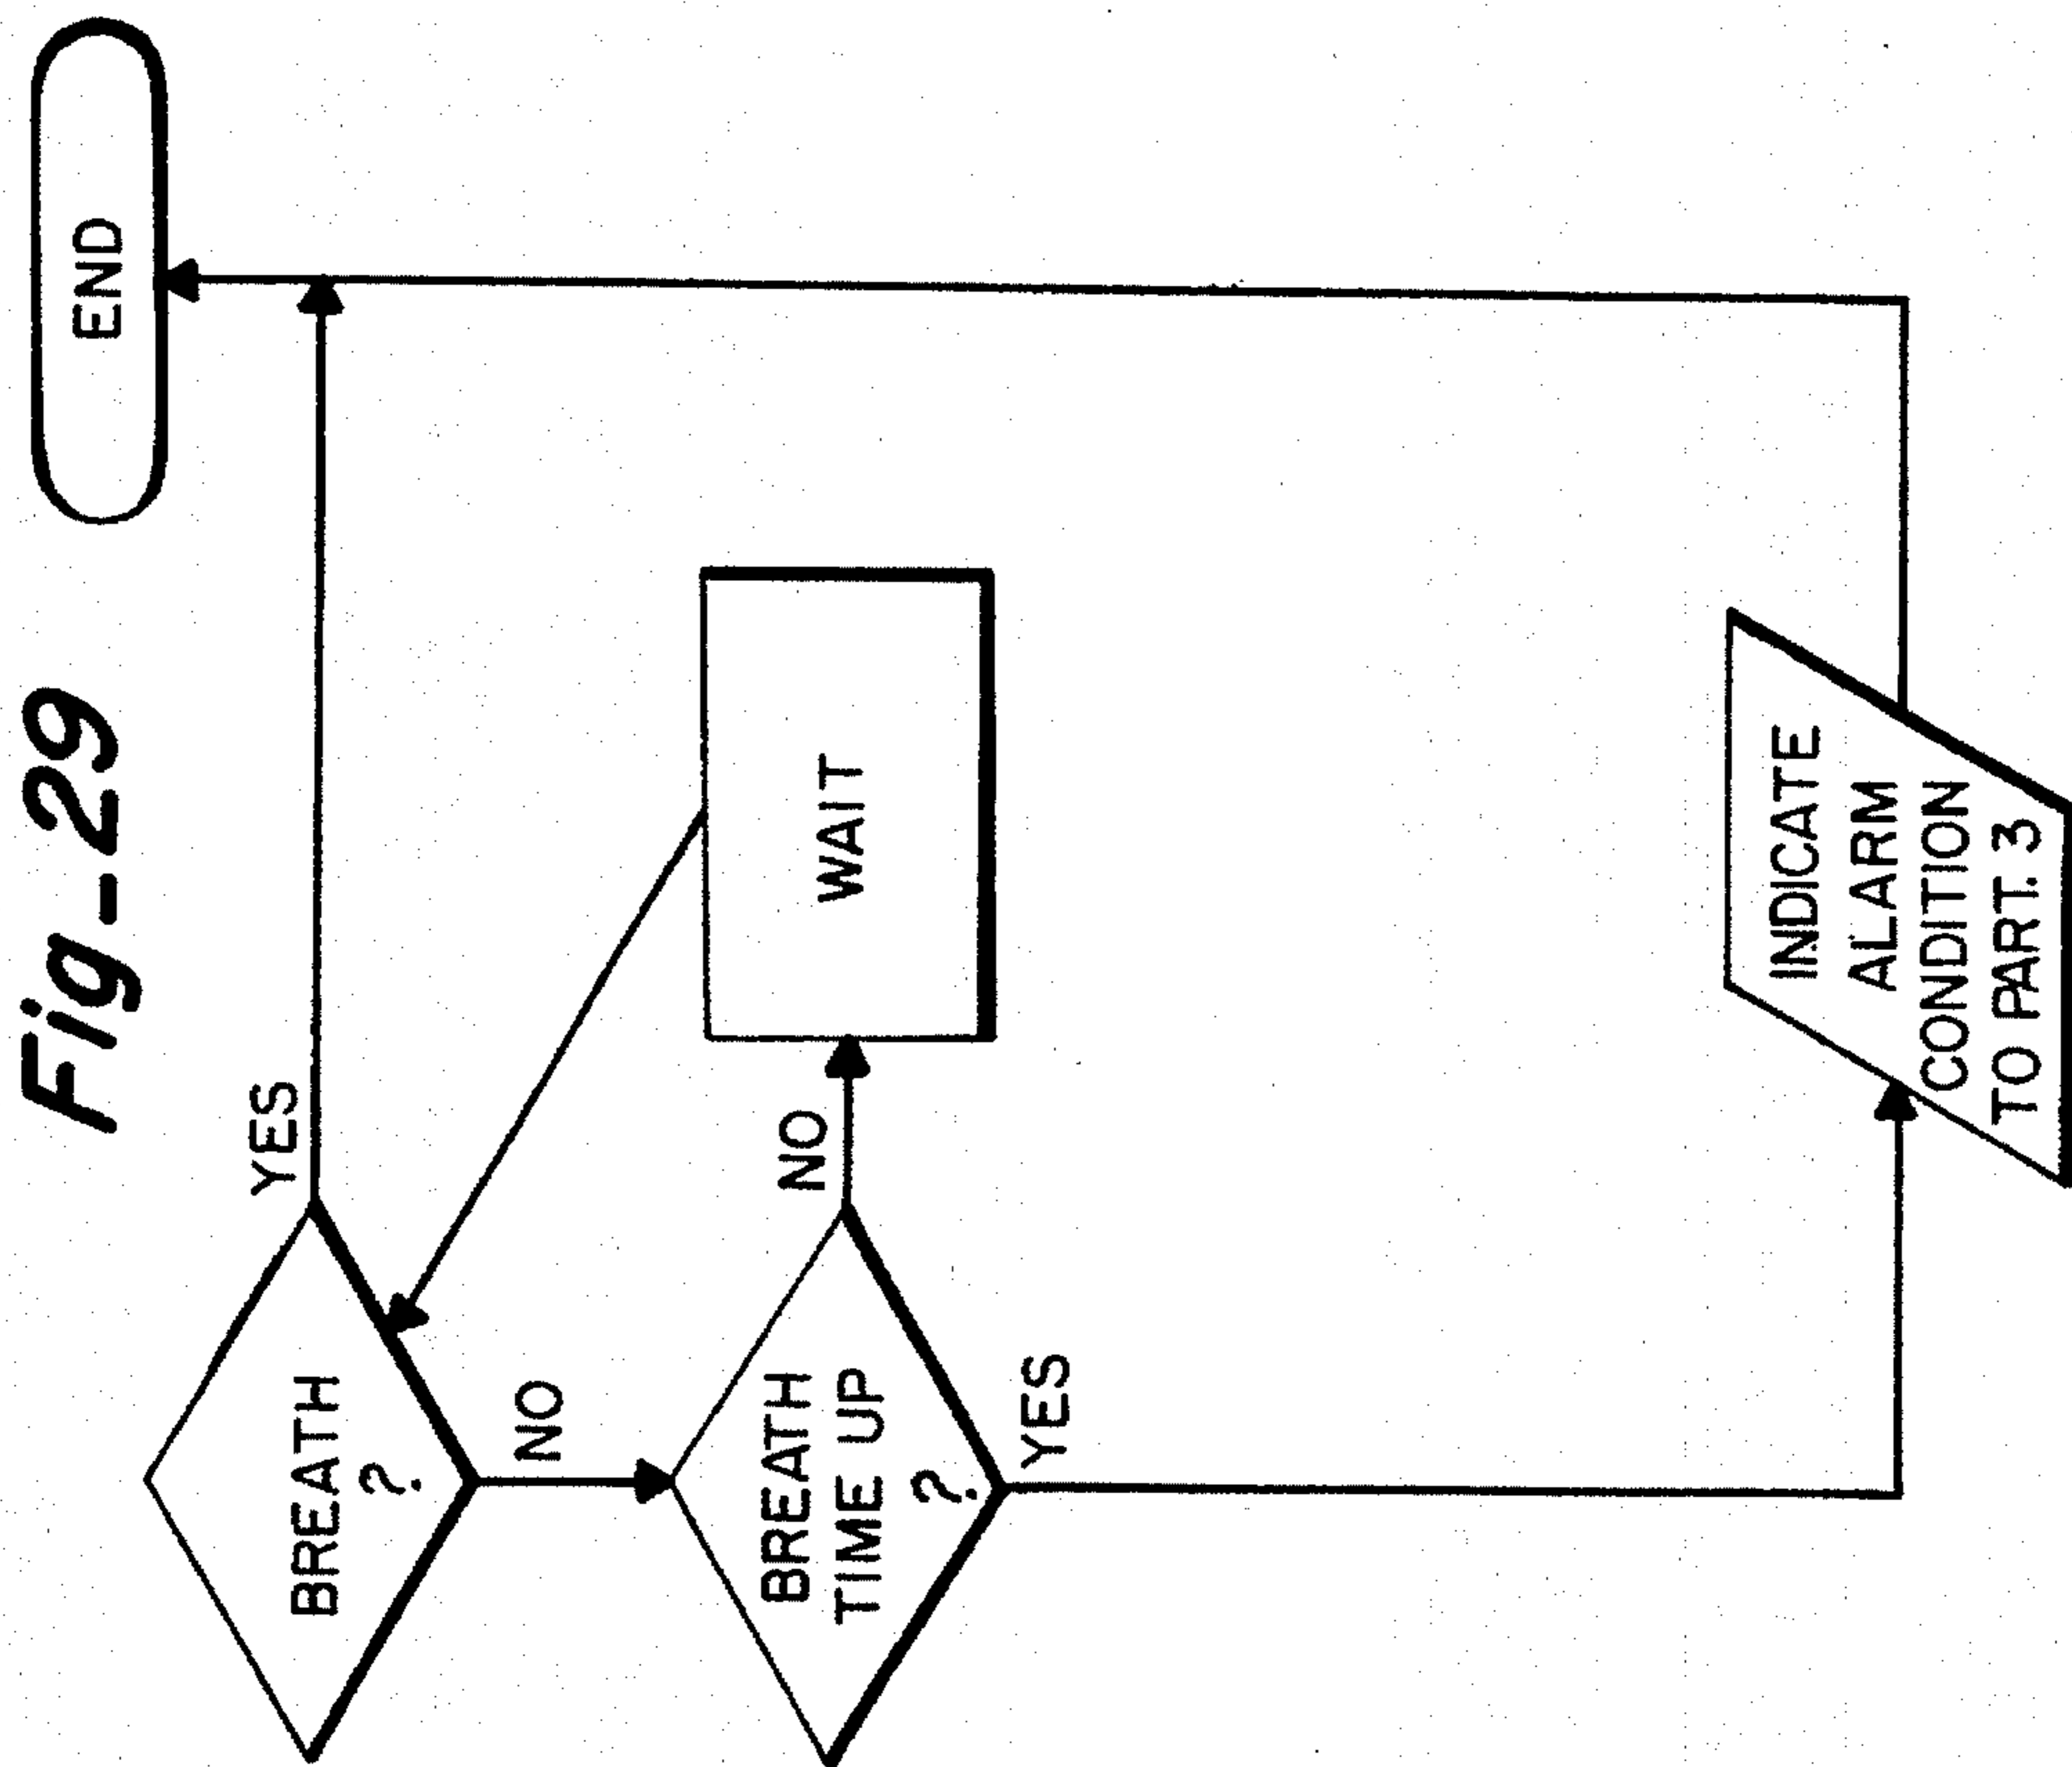 Fig-29
BREATH
?
YES
END
NO
BREATH
TIME UP
?
NO
WAIT
YES
INDICATE
ALARM
CONDITION
TO PART. 3